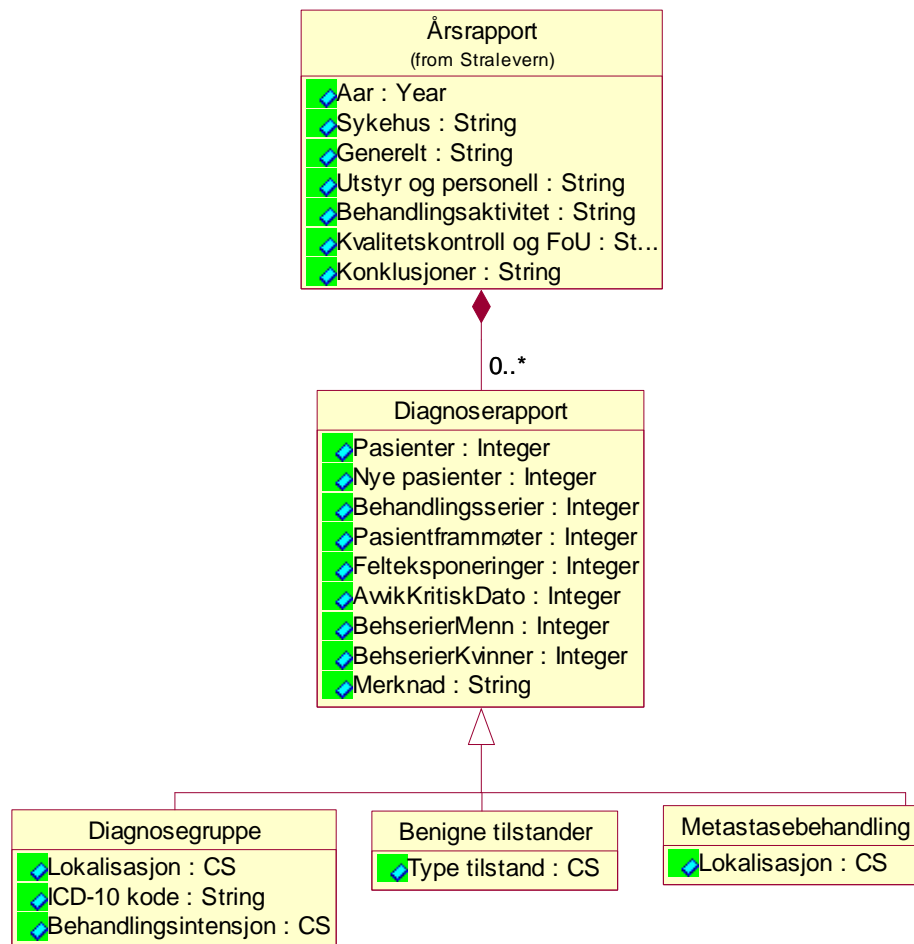 Årsrapport
(from Stralevern)
Aar : Year
Sykehus : String
Generelt : String
Utstyr og personell : String
Behandlingsaktivitet : String
Kvalitetskontroll og FoU : St...
Konklusjoner : String
0..*
Diagnoserapport
Pasienter : Integer
Nye pasienter : Integer
Behandlingsserier : Integer
Pasientframmøter : Integer
Felteksponeringer : Integer
AvvikKritiskDato : Integer
BehserierMenn : Integer
BehserierKvinner : Integer
Merknad : String
Diagnosegruppe
Lokalisasjon : CS
ICD-10 kode : String
Behandlingsintensjon : CS
Benigne tilstander
Type tilstand : CS
Metastasebehandling
Lokalisasjon : CS